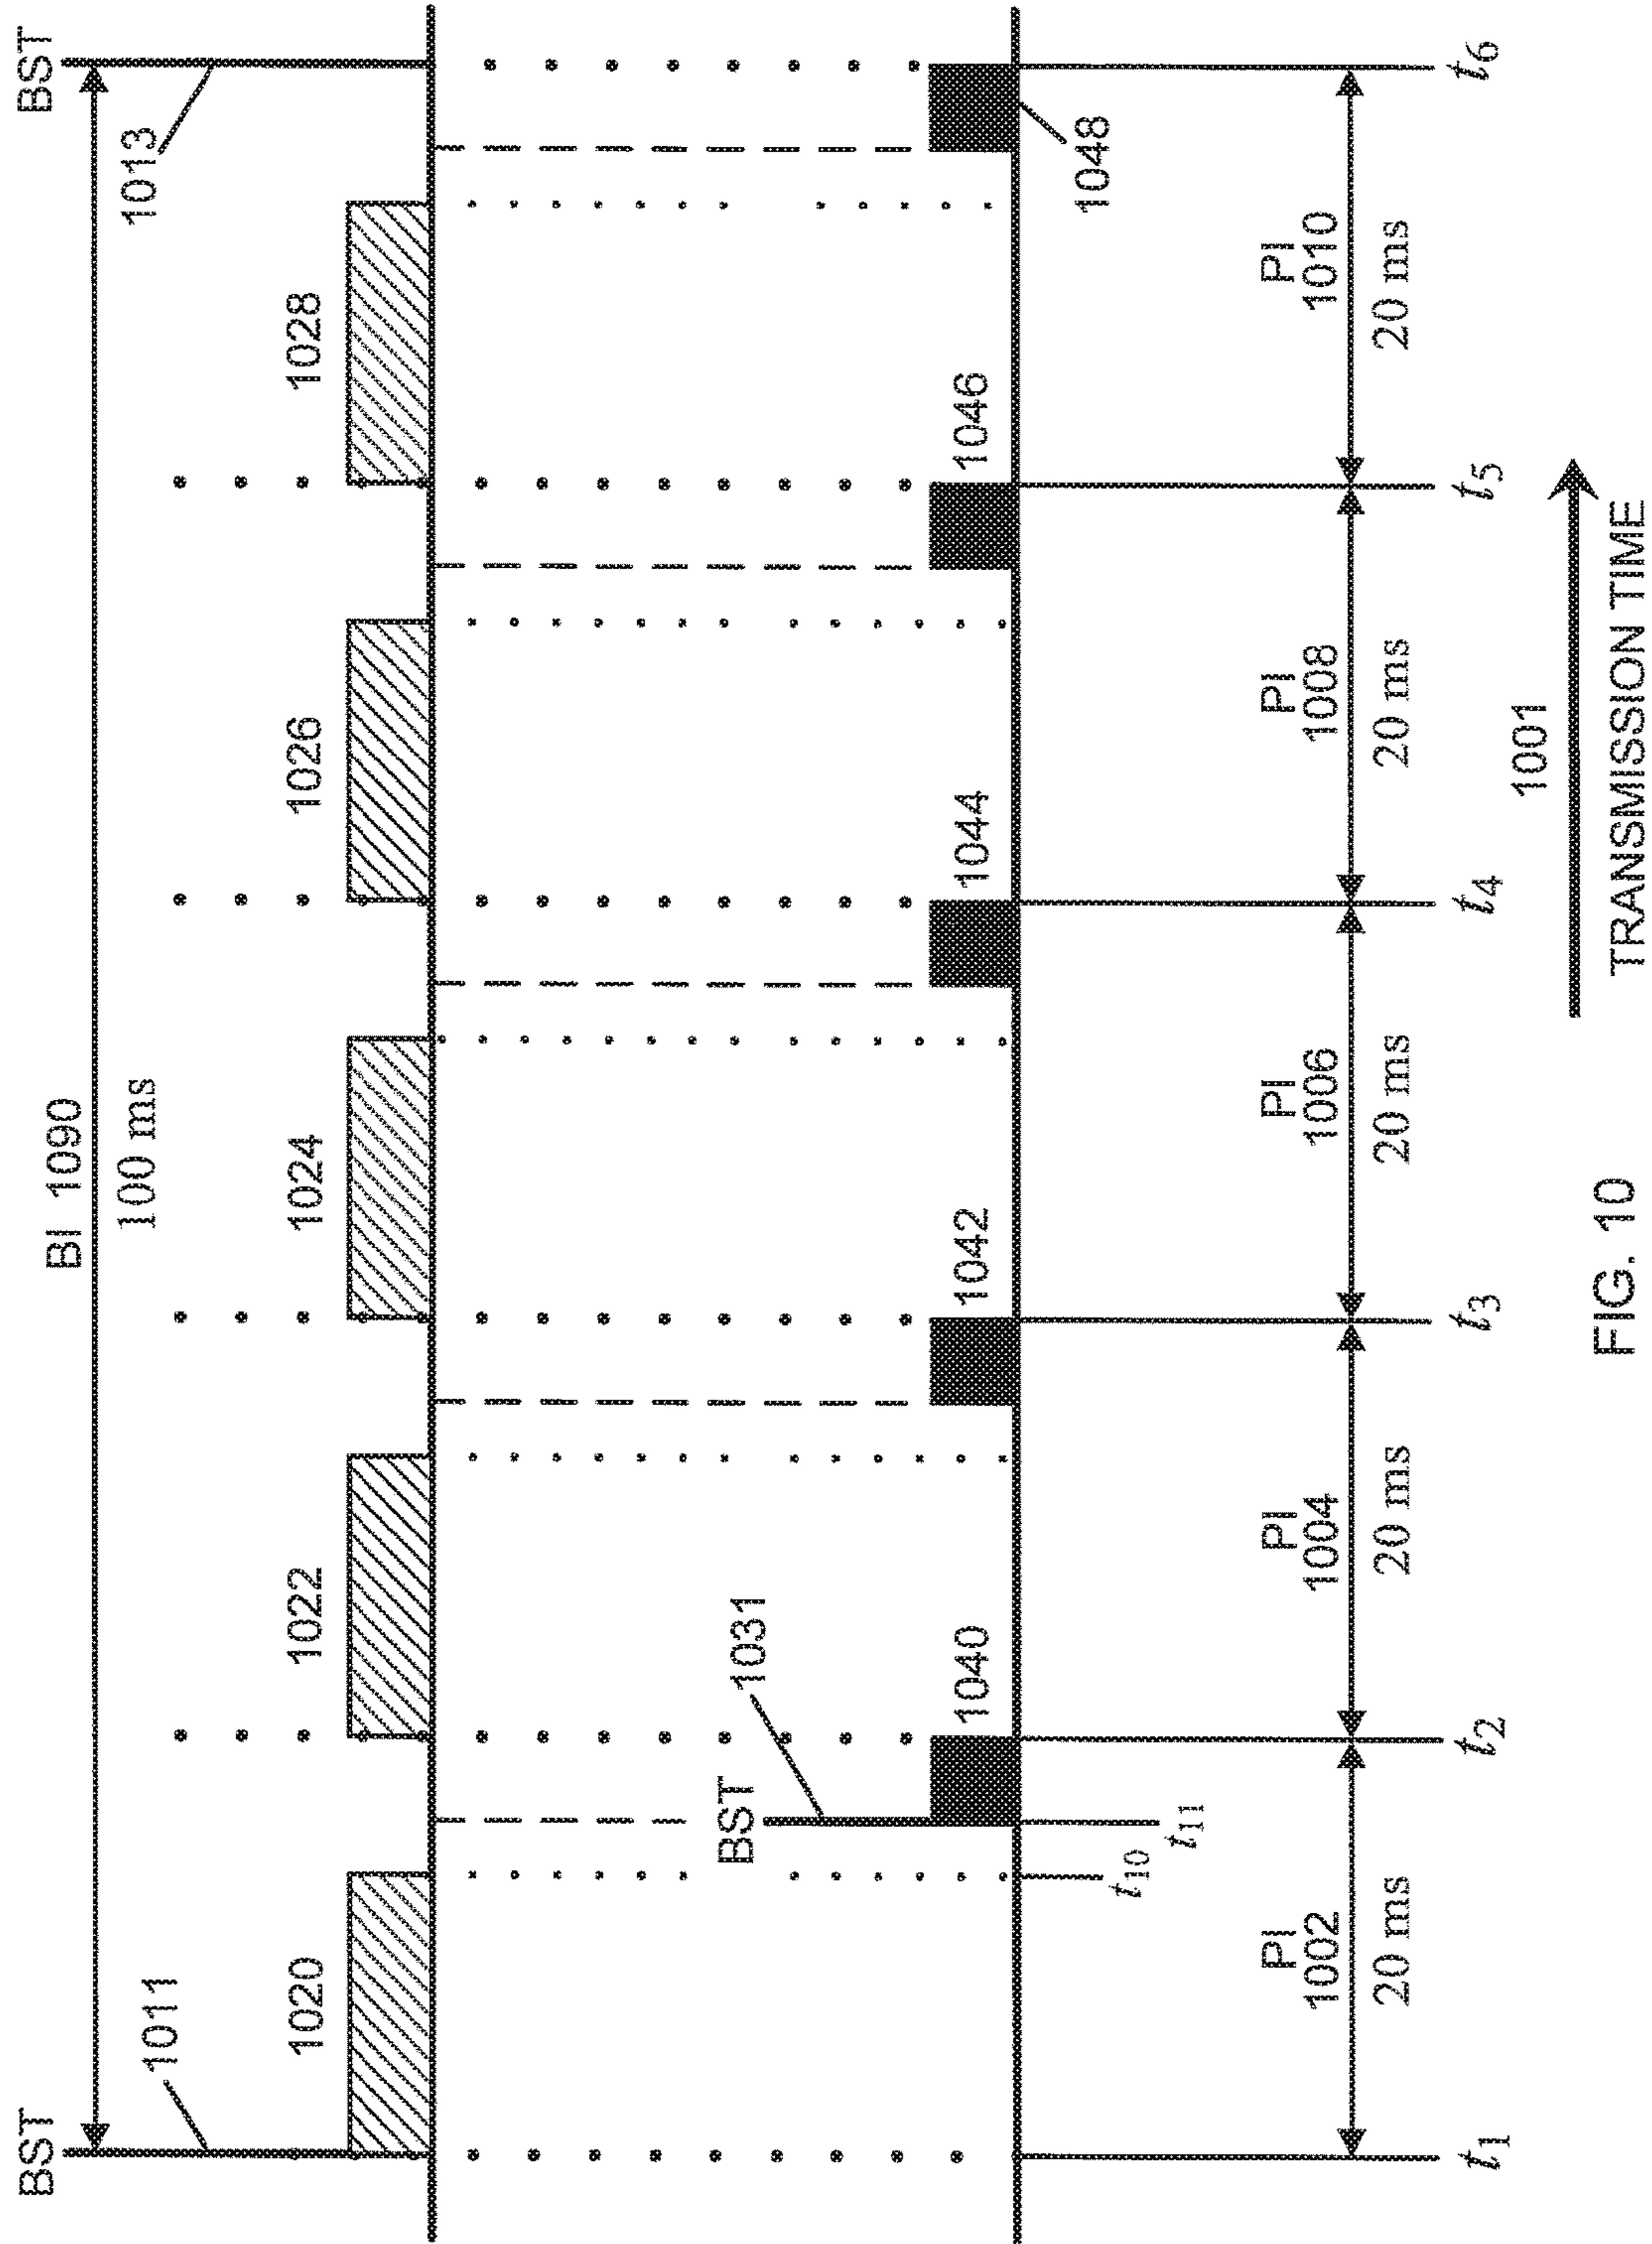 BST
BST
BI 1090
100 ms
1011
1013
1020
1022
1024
1026
1028
BST
1031
1040
1042
1044
1046
1048
t10
t11
PI
1002
20 ms
PI
1004
20 ms
PI
1006
20 ms
PI
1008
20 ms
PI
1010
20 ms
t1
t2
t3
t4
t5
t6
1001
TRANSMISSION TIME
FIG. 10